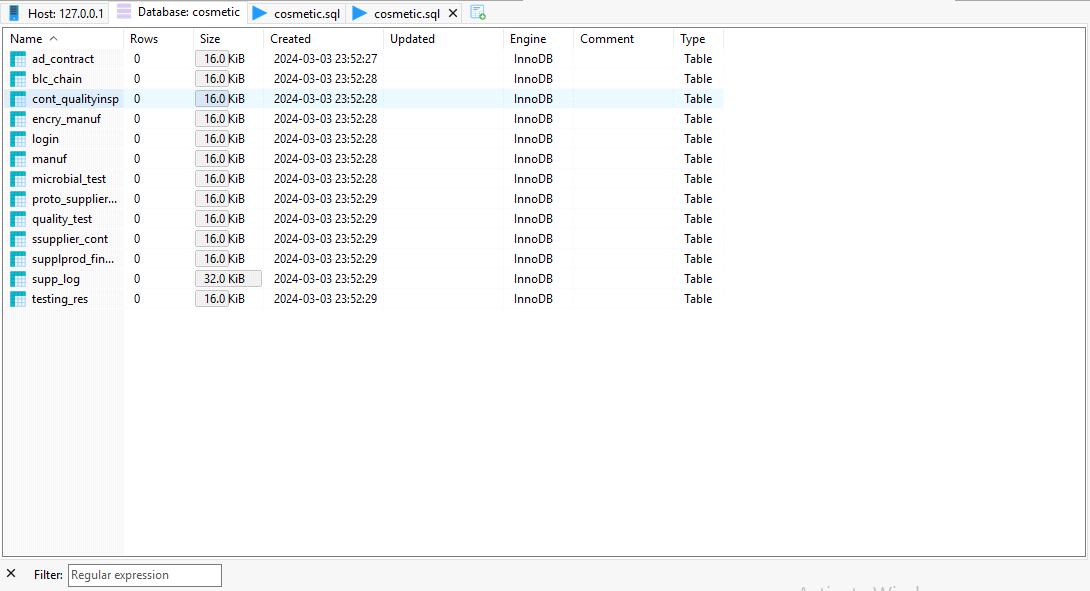 Host: 127.0.0.1 Database: cosmetic cosmetic.sql cosmetic.sql
Name Rows Size Created Updated Engine Comment Type
ad_contract 0 16.0 KiB 2024-03-03 23:52:27 InnoDB Table
blc_chain 0 16.0 KiB 2024-03-03 23:52:28 InnoDB Table
cont_qualityinsp 0 16.0 KiB 2024-03-03 23:52:28 InnoDB Table
encry_manuf 0 16.0 KiB 2024-03-03 23:52:28 InnoDB Table
login 0 16.0 KiB 2024-03-03 23:52:28 InnoDB Table
manuf 0 16.0 KiB 2024-03-03 23:52:28 InnoDB Table
microbial_test 0 16.0 KiB 2024-03-03 23:52:28 InnoDB Table
proto_supplier... 0 16.0 KiB 2024-03-03 23:52:29 InnoDB Table
quality_test 0 16.0 KiB 2024-03-03 23:52:29 InnoDB Table
ssupplier_cont 0 16.0 KiB 2024-03-03 23:52:29 InnoDB Table
supplprod_fin... 0 16.0 KiB 2024-03-03 23:52:29 InnoDB Table
supp_log 0 32.0 KiB 2024-03-03 23:52:29 InnoDB Table
testing_res 0 16.0 KiB 2024-03-03 23:52:29 InnoDB Table
Filter: Regular expression